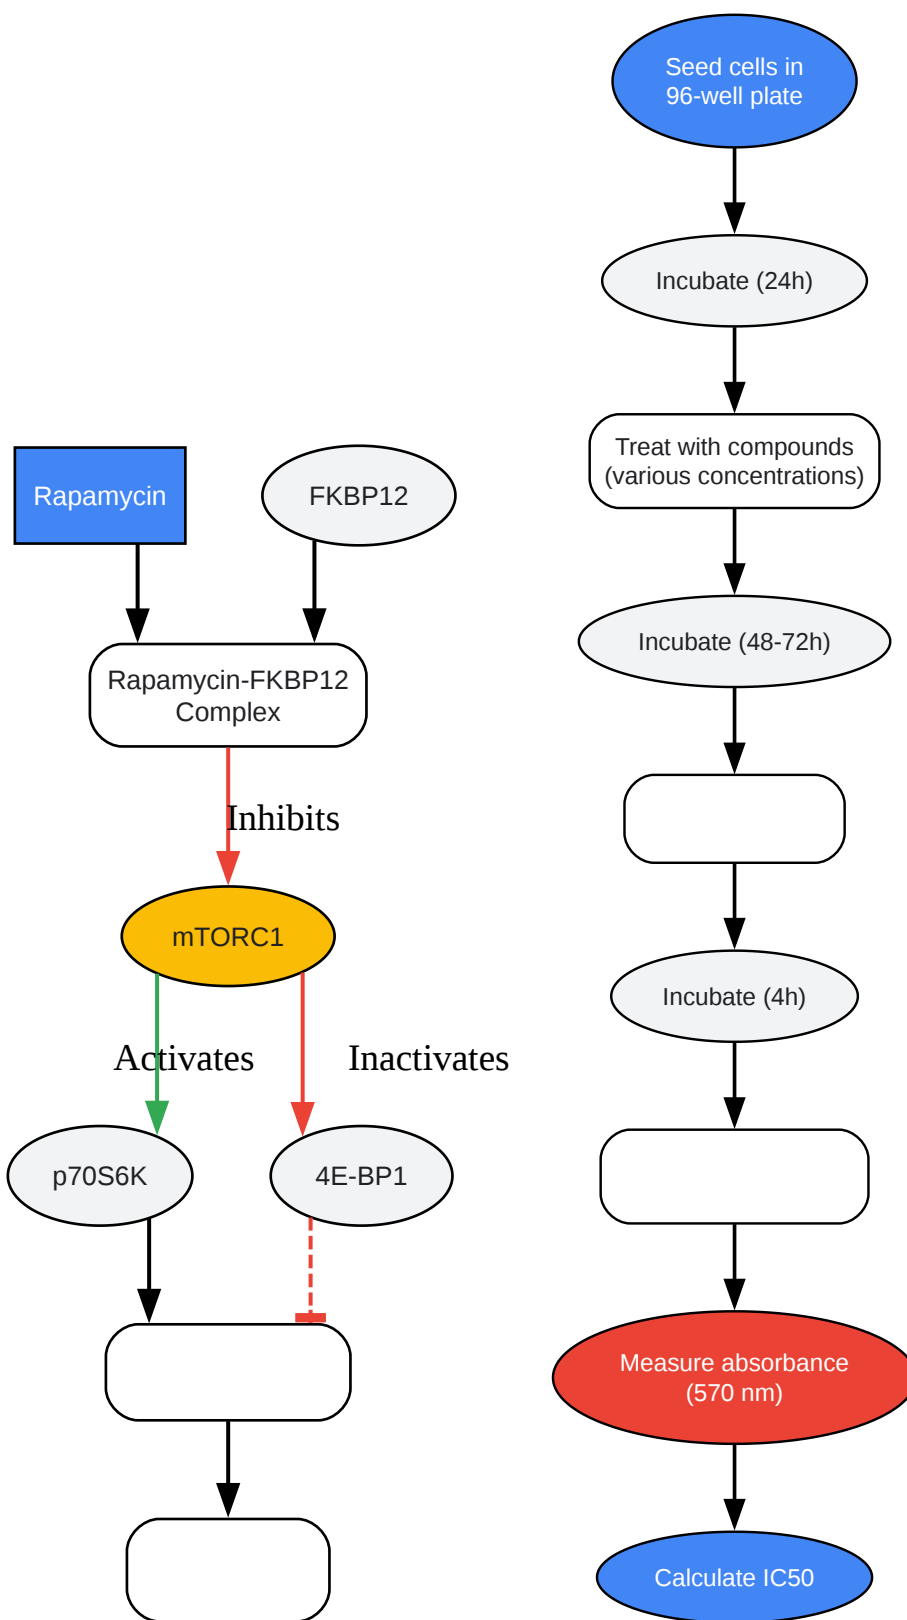 Rapamycin
FKBP12
Rapamycin-FKBP12
Complex
Inhibits
mTORC1
Activates
Inactivates
p70S6K
4E-BP1
Seed cells in
96-well plate
Incubate (24h)
Treat with compounds
(various concentrations)
Incubate (48-72h)
Incubate (4h)
Measure absorbance
(570 nm)
Calculate IC50